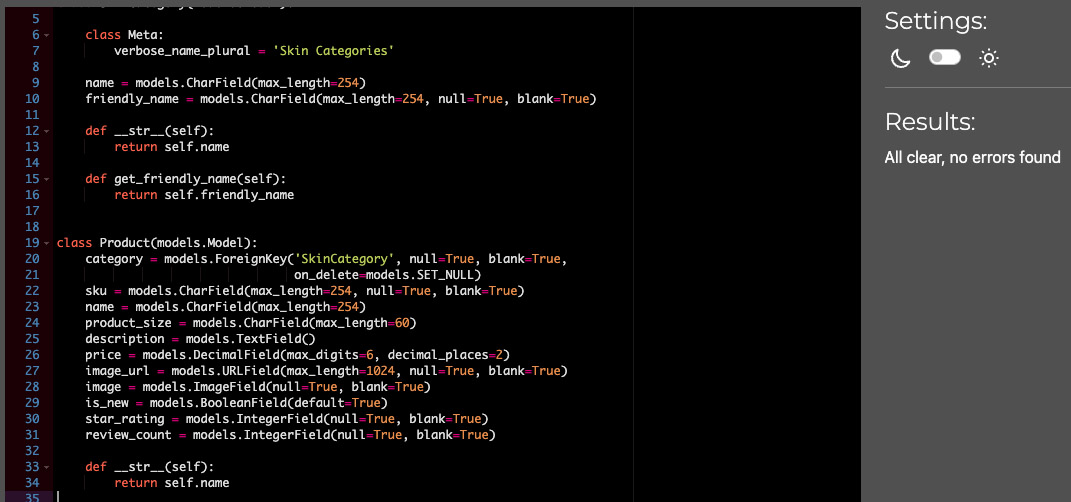 5
6 class Meta:
7 verbose_name_plural = 'Skin Categories'
8
9 name = models.CharField(max_length=254)
10 friendly_name = models.CharField(max_length=254, null=True, blank=True)
11
12 def __str__(self):
13 return self.name
14
15 def get_friendly_name(self):
16 return self.friendly_name
17
18
19 class Product(models.Model):
20 category = models.ForeignKey('SkinCategory', null=True, blank=True,
21 on_delete=models.SET_NULL)
22 sku = models.CharField(max_length=254, null=True, blank=True)
23 name = models.CharField(max_length=254)
24 product_size = models.CharField(max_length=60)
25 description = models.TextField()
26 price = models.DecimalField(max_digits=6, decimal_places=2)
27 image_url = models.URLField(max_length=1024, null=True, blank=True)
28 image = models.ImageField(null=True, blank=True)
29 is_new = models.BooleanField(default=True)
30 star_rating = models.IntegerField(null=True, blank=True)
31 review_count = models.IntegerField(null=True, blank=True)
32
33 def __str__(self):
34 return self.name
35
Settings:
Results:
All clear, no errors found